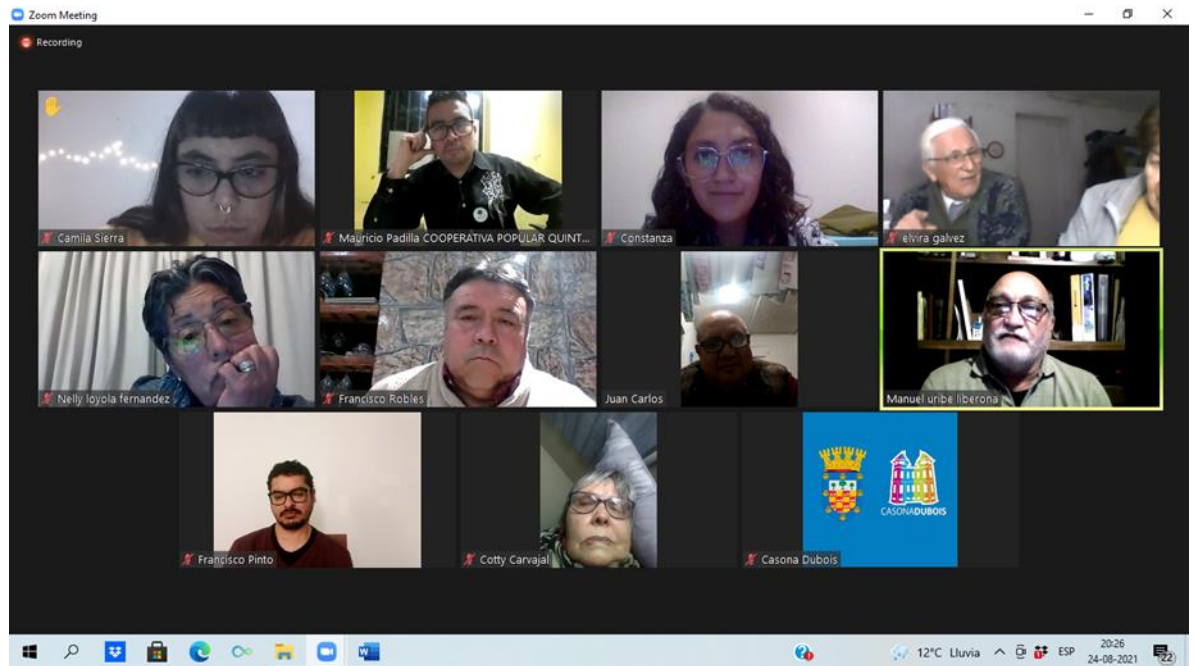 Zoom Meeting
Recording
Camila Sierra
Mauricio Padilla COOPERATIVA POPULAR QUINT...
Constanza
elvira galvez
Nelly loyola fernandez
Francisco Robles
Juan Carlos
Manuel uribe liberona
CASONADUBOIS
Francisco Pinto
Cotty Carvajal
Casona Dubois
12°C Lluvia
ESP
20:26
24-08-2021
22